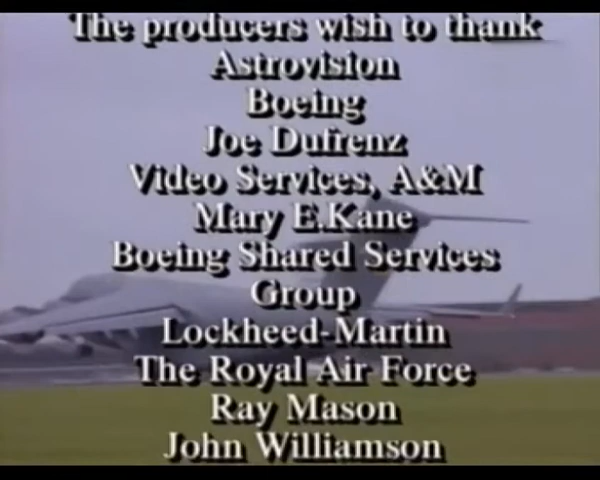 The producers wish to thank
Astrovision
Boeing
Joe Dufrenz
Video Services, A&M
Mary E.Kane
Boeing Shared Services
Group
Lockheed-Martin
The Royal Air Force
Ray Mason
John Williamson